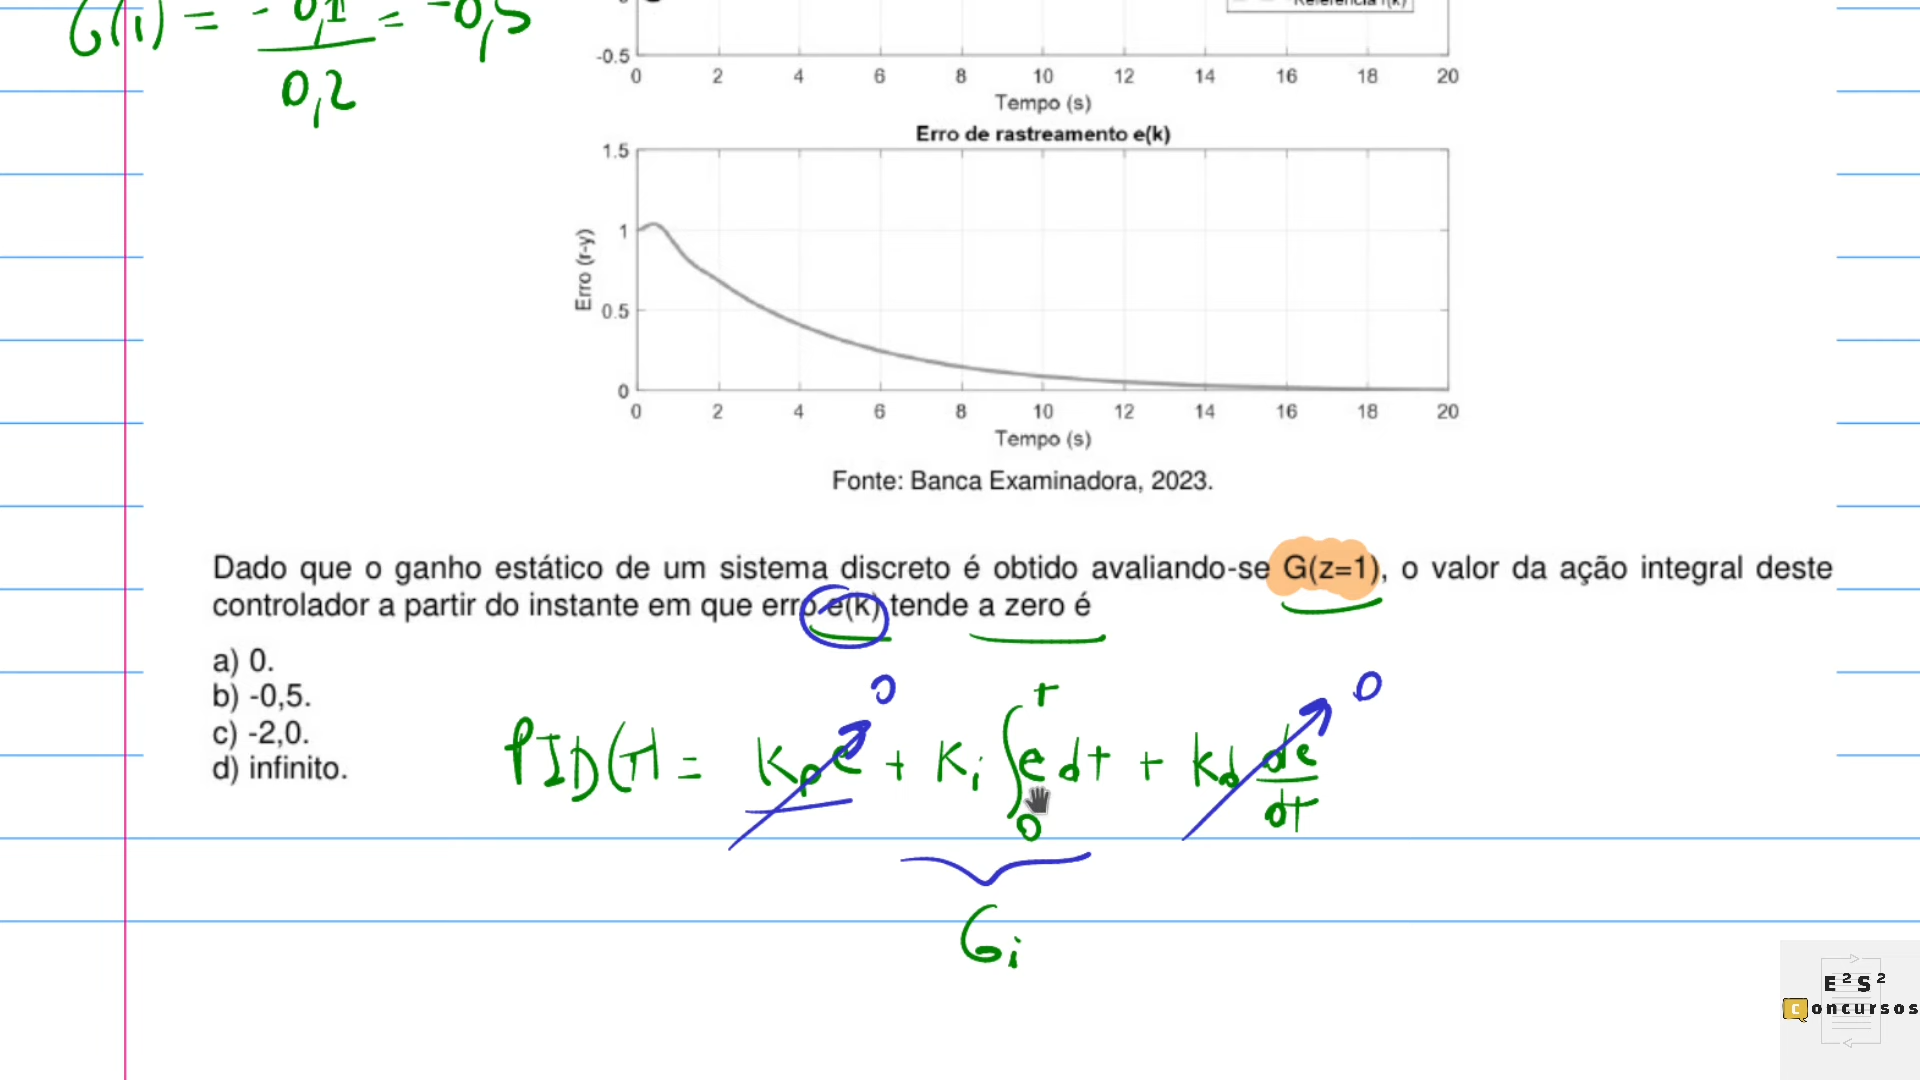 G(1) = -0,1 / 0,2 = -0,5
Referência r(k)
-0.5
0 2 4 6 8 10 12 14 16 18 20
Tempo (s)
Erro de rastreamento e(k)
1.5
1
0.5
0
Erro (r-y)
0 2 4 6 8 10 12 14 16 18 20
Tempo (s)
Fonte: Banca Examinadora, 2023.
Dado que o ganho estático de um sistema discreto é obtido avaliando-se G(z=1), o valor da ação integral deste
controlador a partir do instante em que erro e(k) tende a zero é
a) 0.
b) -0,5.
c) -2,0.
d) infinito.
0 0
PID(T) = Kp e + Ki ∫ e dt + Kd de/dt
Gi
E²S²
Concursos